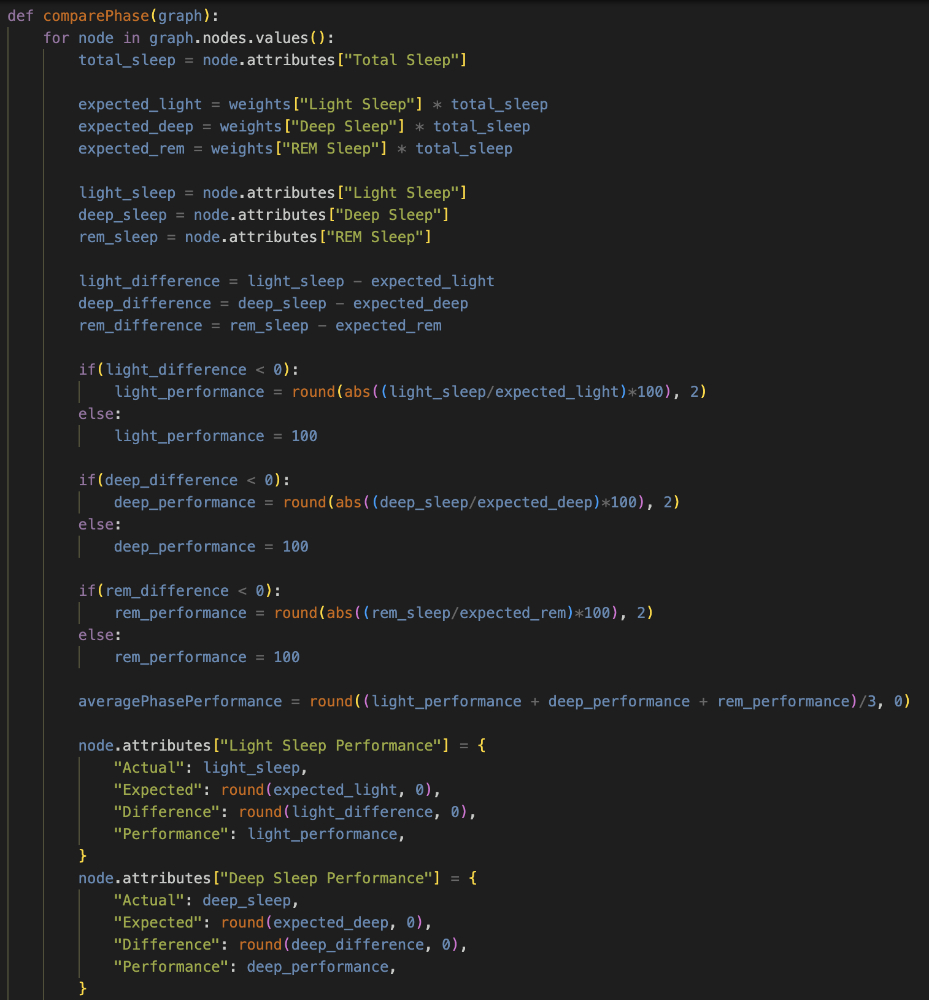 def comparePhase(graph):
    for node in graph.nodes.values():
        total_sleep = node.attributes["Total Sleep"]

        expected_light = weights["Light Sleep"] * total_sleep
        expected_deep = weights["Deep Sleep"] * total_sleep
        expected_rem = weights["REM Sleep"] * total_sleep

        light_sleep = node.attributes["Light Sleep"]
        deep_sleep = node.attributes["Deep Sleep"]
        rem_sleep = node.attributes["REM Sleep"]

        light_difference = light_sleep - expected_light
        deep_difference = deep_sleep - expected_deep
        rem_difference = rem_sleep - expected_rem

        if(light_difference < 0):
            light_performance = round(abs((light_sleep/expected_light)*100), 2)
        else:
            light_performance = 100

        if(deep_difference < 0):
            deep_performance = round(abs((deep_sleep/expected_deep)*100), 2)
        else:
            deep_performance = 100

        if(rem_difference < 0):
            rem_performance = round(abs((rem_sleep/expected_rem)*100), 2)
        else:
            rem_performance = 100

        averagePhasePerformance = round((light_performance + deep_performance + rem_performance)/3, 0)

        node.attributes["Light Sleep Performance"] = {
            "Actual": light_sleep,
            "Expected": round(expected_light, 0),
            "Difference": round(light_difference, 0),
            "Performance": light_performance,
        }
        node.attributes["Deep Sleep Performance"] = {
            "Actual": deep_sleep,
            "Expected": round(expected_deep, 0),
            "Difference": round(deep_difference, 0),
            "Performance": deep_performance,
        }